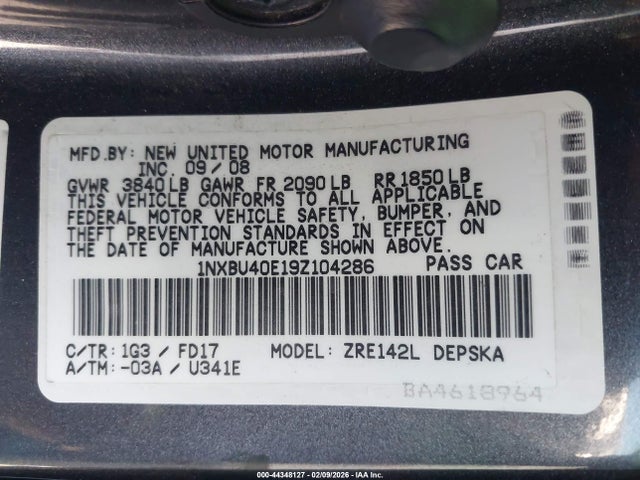 MFD.BY: NEW UNITED MOTOR MANUFACTURING
INC. 09/08
GVWR 3840LB GAWR FR 2090LB RR1850LB
THIS VEHICLE CONFORMS TO ALL APPLICABLE
FEDERAL MOTOR VEHICLE SAFETY, BUMPER, AND
THEFT PREVENTION STANDARDS IN EFFECT ON
THE DATE OF MANUFACTURE SHOWN ABOVE.
1NXBU40E19Z104286 PASS CAR
C/TR: 1G3 / FD17 MODEL: ZRE142L DEPSKA
A/TM: -03A / U341E
BA4618964
000-44348127 - 02/09/2026 - IAA Inc.